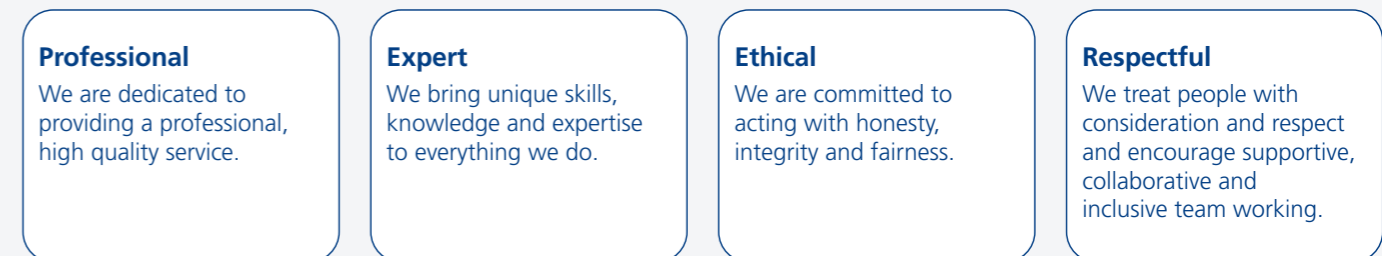 Professional
We are dedicated to
providing a professional,
high quality service.
Expert
We bring unique skills,
knowledge and expertise
to everything we do.
Ethical
We are committed to
acting with honesty,
integrity and fairness.
Respectful
We treat people with
consideration and respect
and encourage supportive,
collaborative and
inclusive team working.